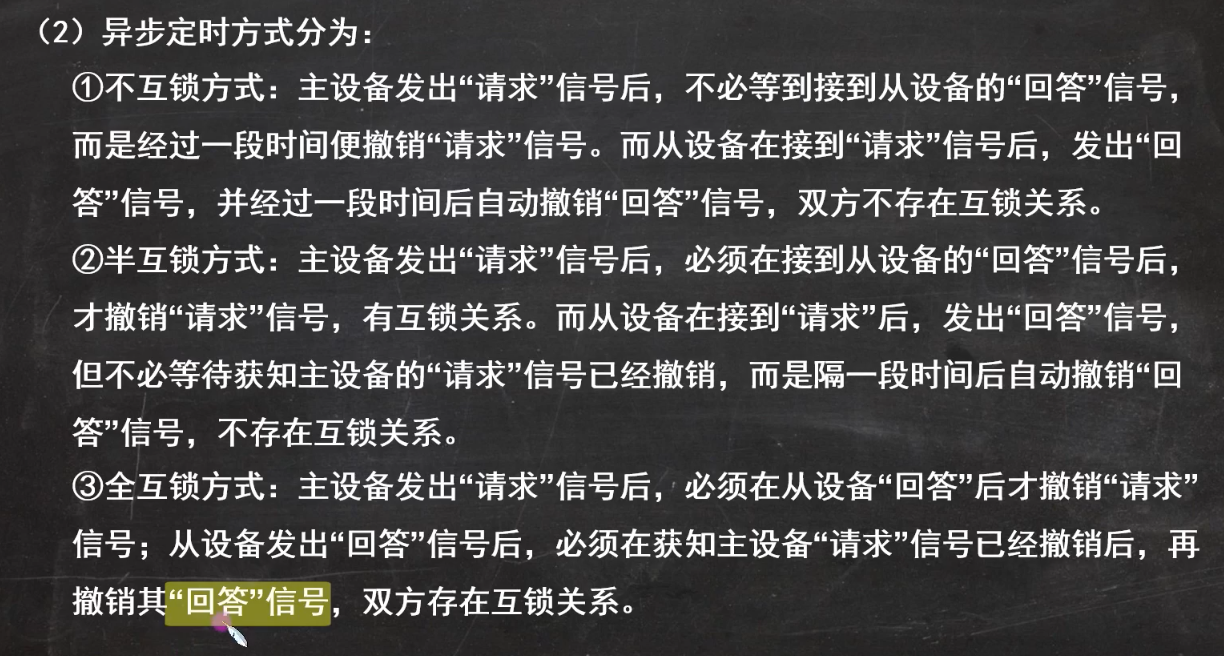 （2）异步定时方式分为：
①不互锁方式：主设备发出“请求”信号后，不必等到接到从设备的“回答”信号，
而是经过一段时间便撤销“请求”信号。而从设备在接到“请求”信号后，发出“回
答”信号，并经过一段时间后自动撤销“回答”信号，双方不存在互锁关系。
②半互锁方式：主设备发出“请求”信号后，必须在接到从设备的“回答”信号后，
才撤销“请求”信号，有互锁关系。而从设备在接到“请求”后，发出“回答”信号，
但不必等待获知主设备的“请求”信号已经撤销，而是隔一段时间后自动撤销“回
答”信号，不存在互锁关系。
③全互锁方式：主设备发出“请求”信号后，必须在从设备“回答”后才撤销“请求”
信号；从设备发出“回答”信号后，必须在获知主设备“请求”信号已经撤销后，再
撤销其“回答”信号，双方存在互锁关系。